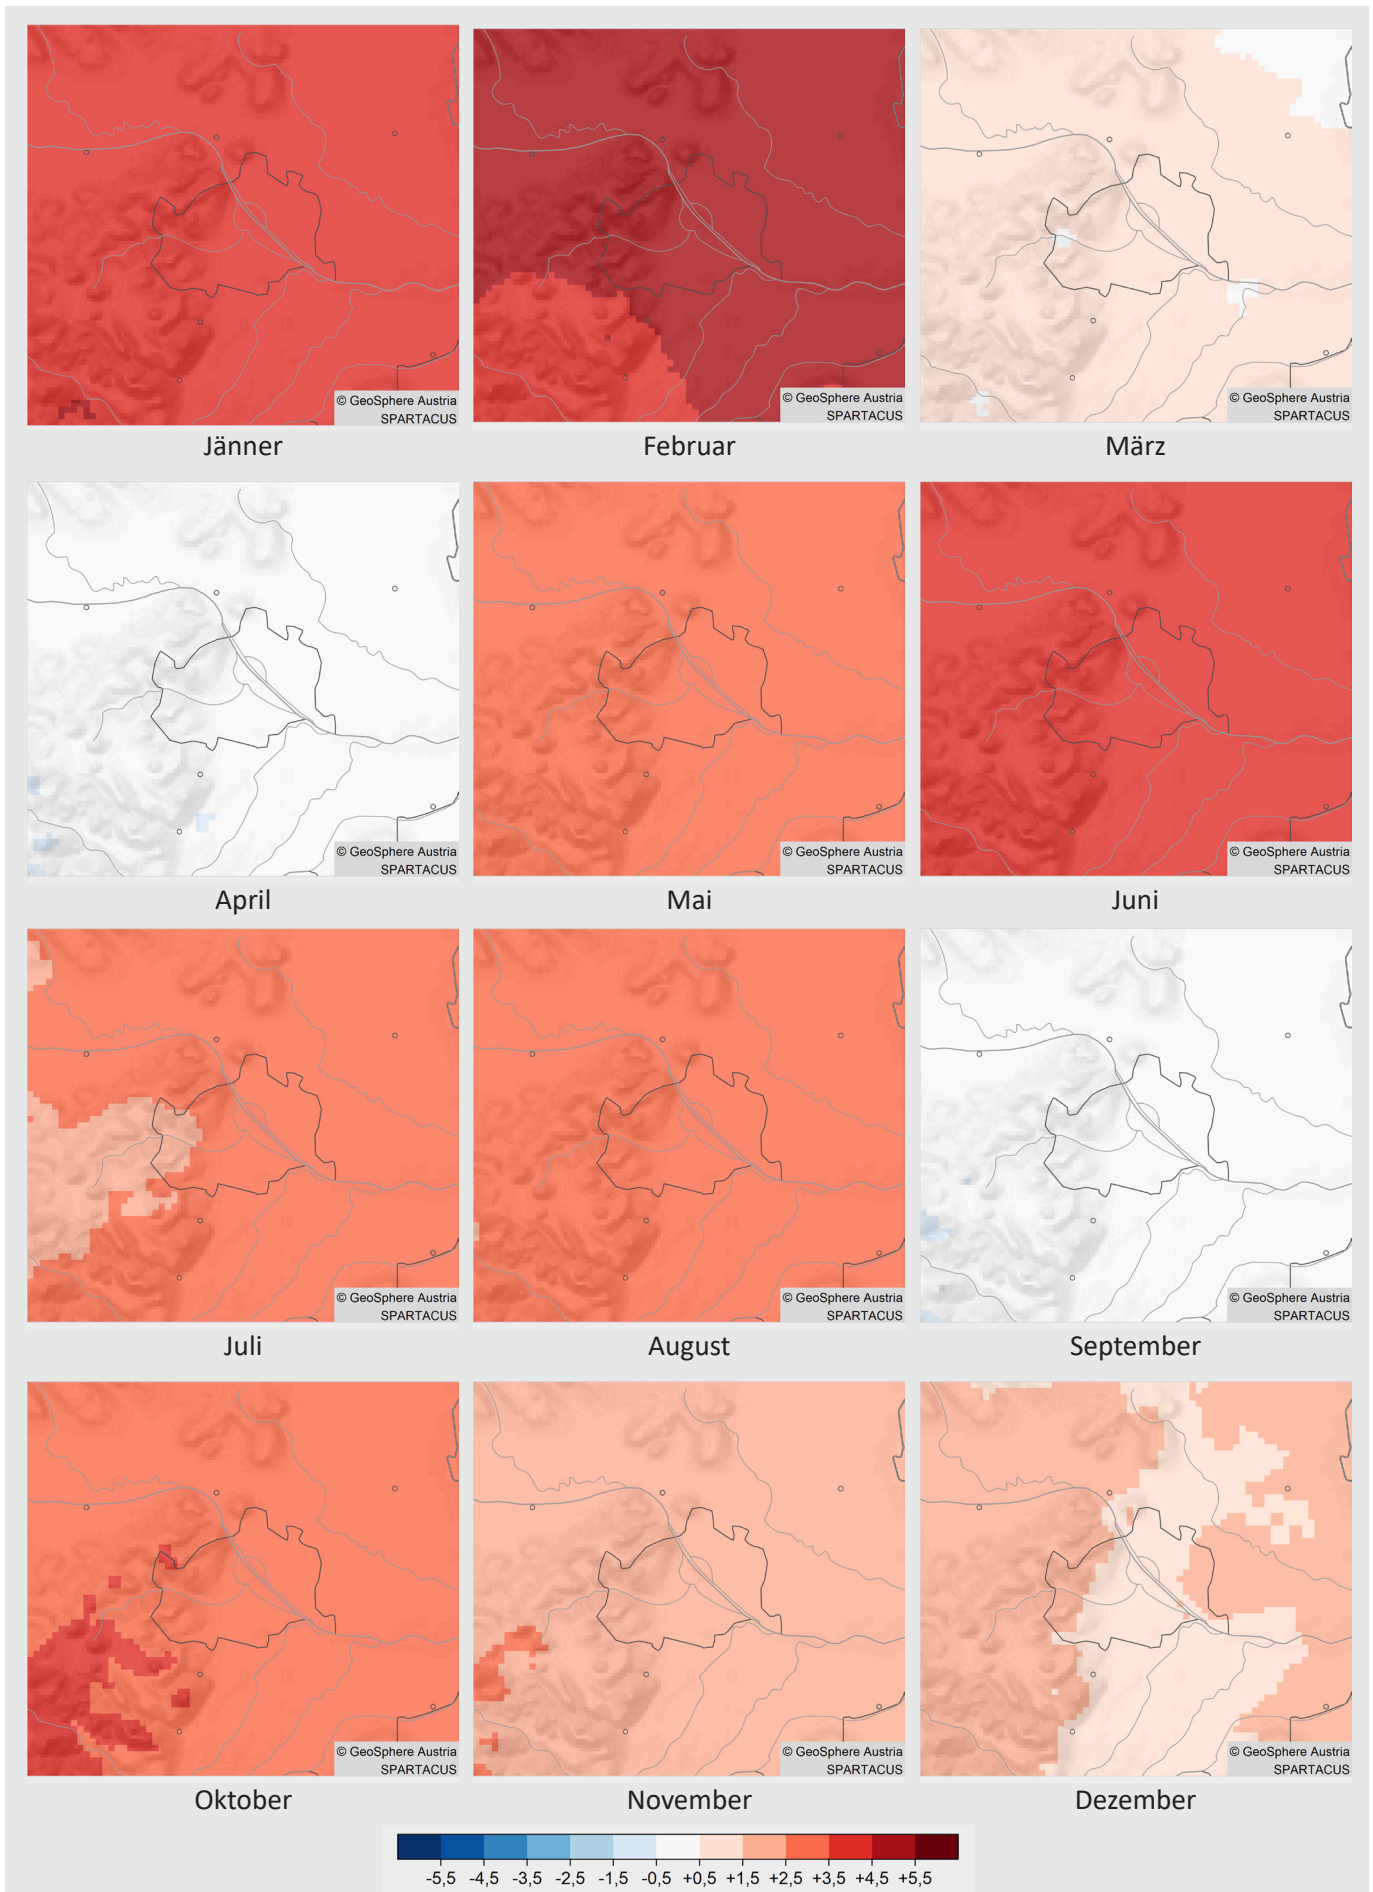 © GeoSphere Austria
SPARTACUS
© GeoSphere Austria
SPARTACUS
© GeoSphere Austria
SPARTACUS
Jänner
Februar
März
© GeoSphere Austria
SPARTACUS
© GeoSphere Austria
SPARTACUS
© GeoSphere Austria
SPARTACUS
April
Mai
Juni
© GeoSphere Austria
SPARTACUS
© GeoSphere Austria
SPARTACUS
© GeoSphere Austria
SPARTACUS
Juli
August
September
© GeoSphere Austria
SPARTACUS
© GeoSphere Austria
SPARTACUS
© GeoSphere Austria
SPARTACUS
Oktober
November
Dezember
-5,5 -4,5 -3,5 -2,5 -1,5 -0,5 +0,5 +1,5 +2,5 +3,5 +4,5 +5,5